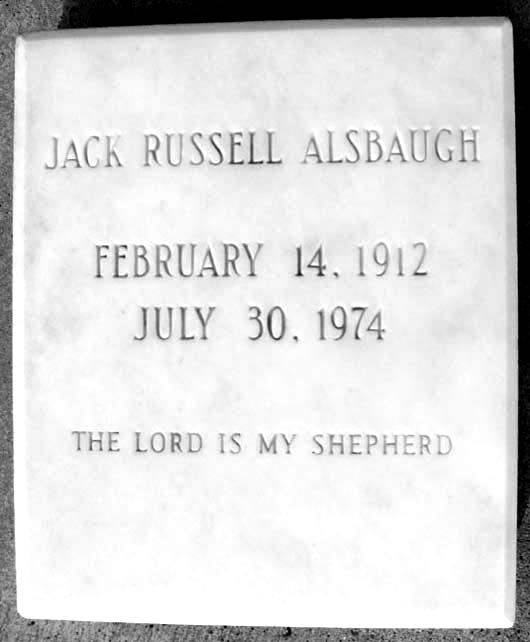 JACK RUSSELL ALSBAUGH
FEBRUARY 14, 1912
JULY 30, 1974
THE LORD IS MY SHEPHERD